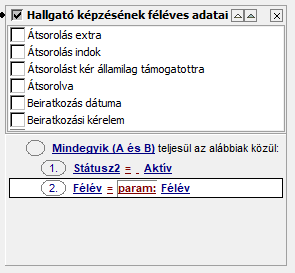 Hallgató képzésének féléves adatai
Átsorolás extra
Átsorolás indok
Átsorolást kér államilag támogatottra
Átsorolva
Beiratkozás dátuma
Beiratkozási kérelem
Mindegyik (A és B) teljesül az alábbiak közül:
1. Státusz2 = Aktív
2. Félév = param: Félév